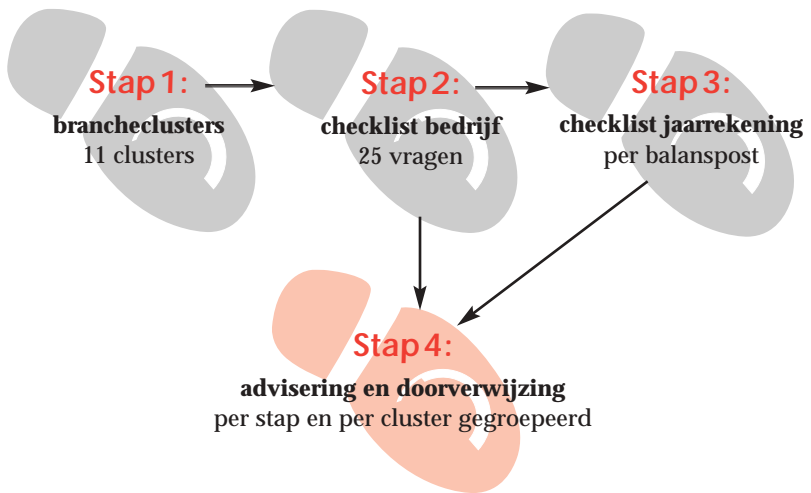 Stap 1:
brancheclusters
11 clusters
Stap 2:
checklist bedrijf
25 vragen
Stap 3:
checklist jaarrekening
per balanspost
Stap 4:
advisering en doorverwijzing
per stap en per cluster gegroepeerd